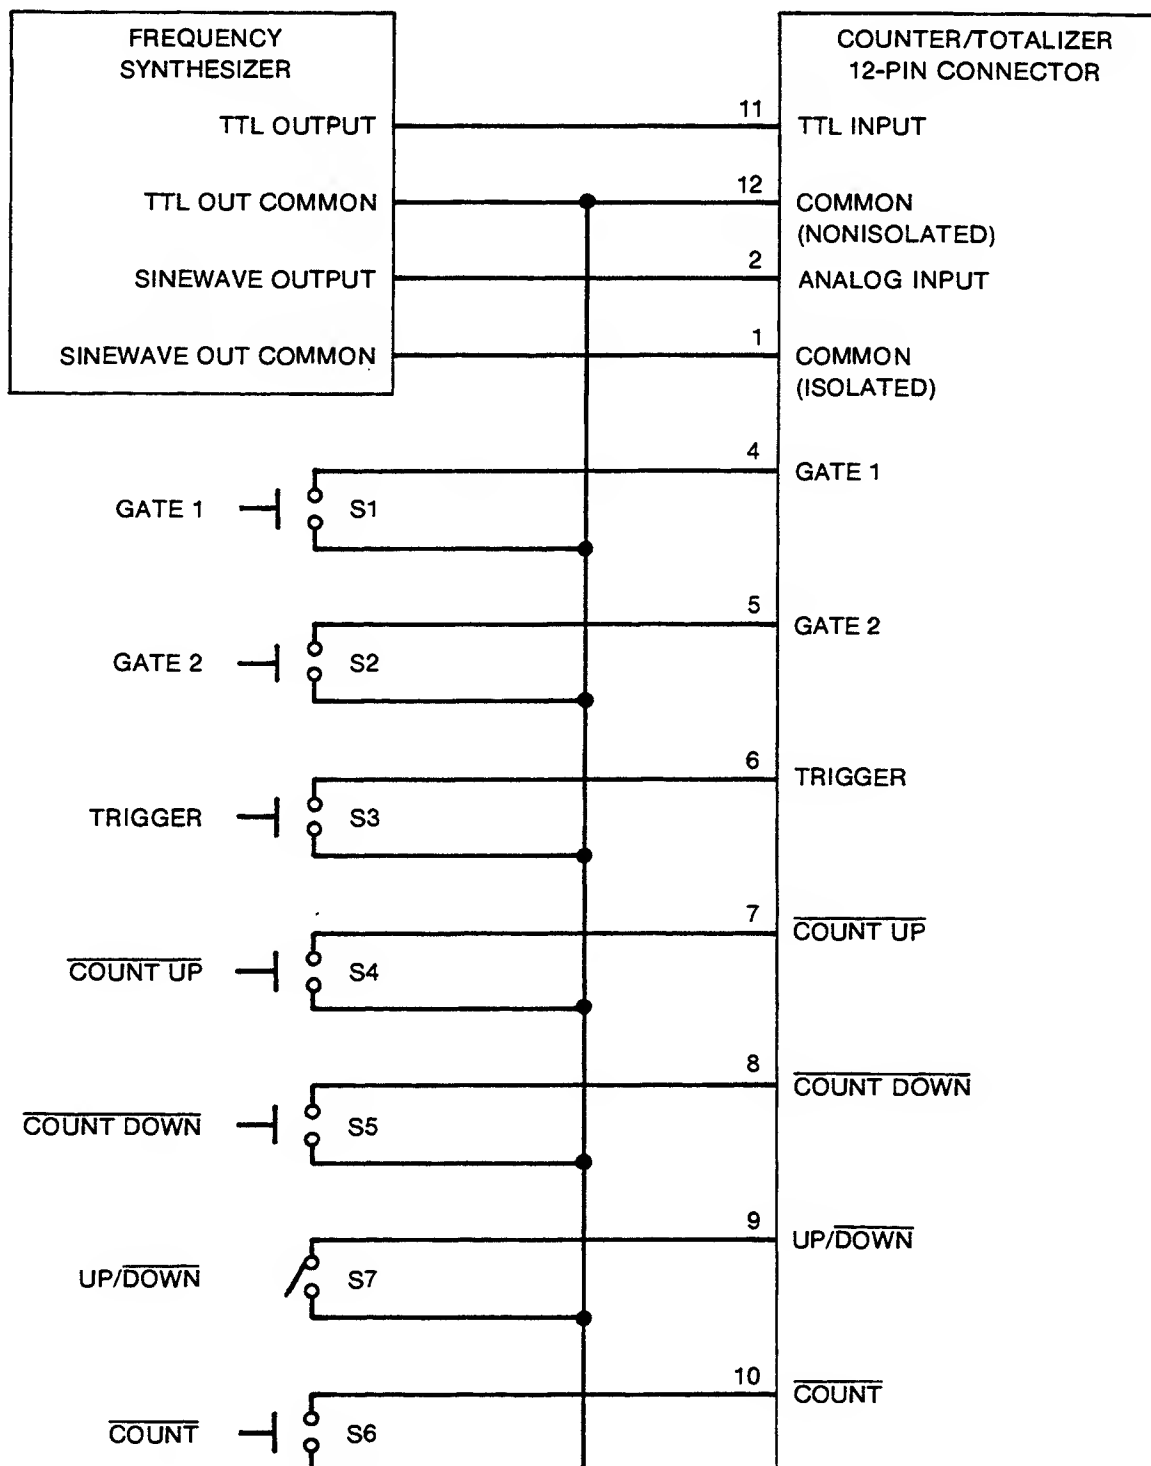 FREQUENCY
SYNTHESIZER
TTL OUTPUT
TTL OUT COMMON
SINEWAVE OUTPUT
SINEWAVE OUT COMMON
COUNTER/TOTALIZER
12-PIN CONNECTOR
11 TTL INPUT
12 COMMON
(NONISOLATED)
2 ANALOG INPUT
1 COMMON
(ISOLATED)
4 GATE 1
GATE 1 S1
5 GATE 2
GATE 2 S2
6 TRIGGER
TRIGGER S3
7 COUNT UP
COUNT UP S4
8 COUNT DOWN
COUNT DOWN S5
9 UP/DOWN
UP/DOWN S7
10 COUNT
COUNT S6